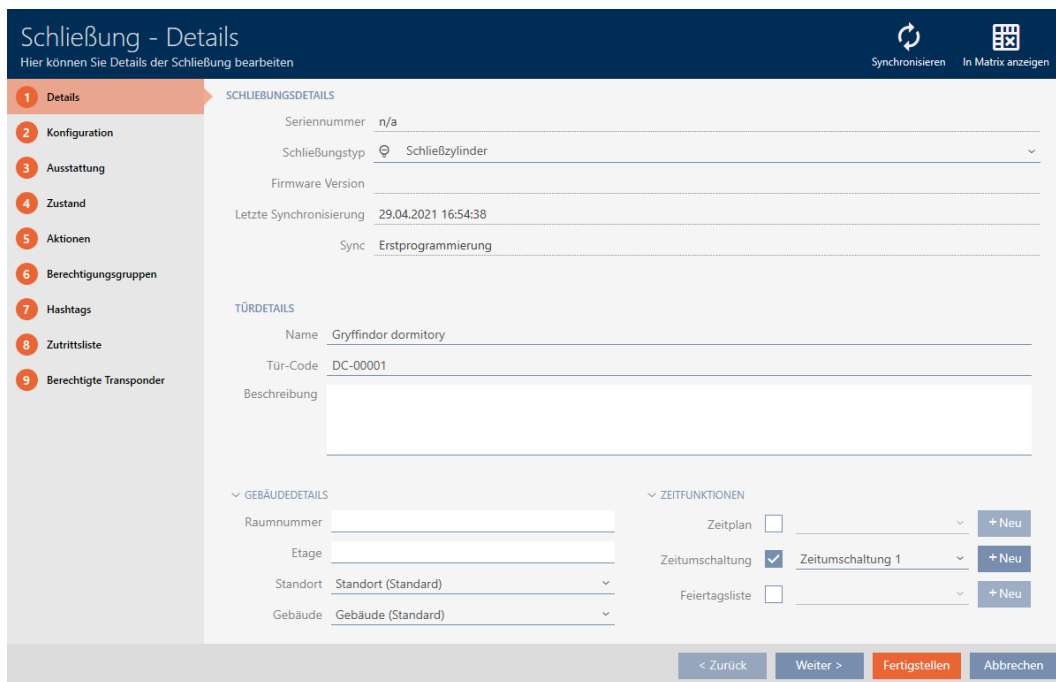 Schließung - Details
Hier können Sie Details der Schließung bearbeiten
Synchronisieren
In Matrix anzeigen
1 Details
2 Konfiguration
3 Ausstattung
4 Zustand
5 Aktionen
6 Berechtigungsgruppen
7 Hashtags
8 Zutrittsliste
9 Berechtigte Transponder
SCHLIEßUNGSDETAILS
Seriennummer n/a
Schließungstyp Schließzylinder
Firmware Version
Letzte Synchronisierung 29.04.2021 16:54:38
Sync Erstprogrammierung
TÜRDETAILS
Name Gryffindor dormitory
Tür-Code DC-00001
Beschreibung
GEBÄUDEDETAILS
Raumnummer
Etage
Standort Standort (Standard)
Gebäude Gebäude (Standard)
ZEITFUNKTIONEN
Zeitplan + Neu
Zeitumschaltung Zeitumschaltung 1 + Neu
Feiertagsliste + Neu
< Zurück
Weiter >
Fertigstellen
Abbrechen